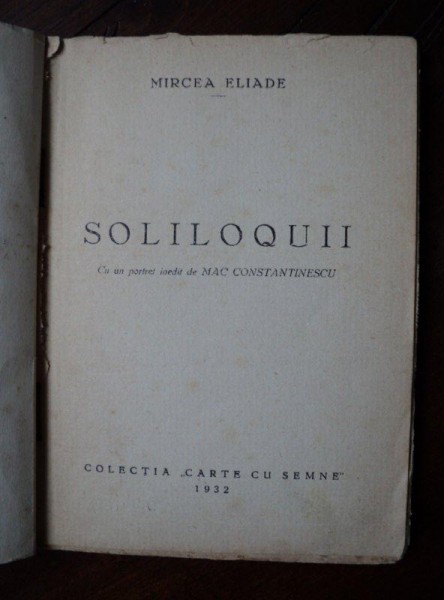 MIRCEA ELIADE
SOLILOQUII
Cu un portret inedit de MAC CONSTANTINESCU
COLECȚIA „CARTE CU SEMNE"
1932